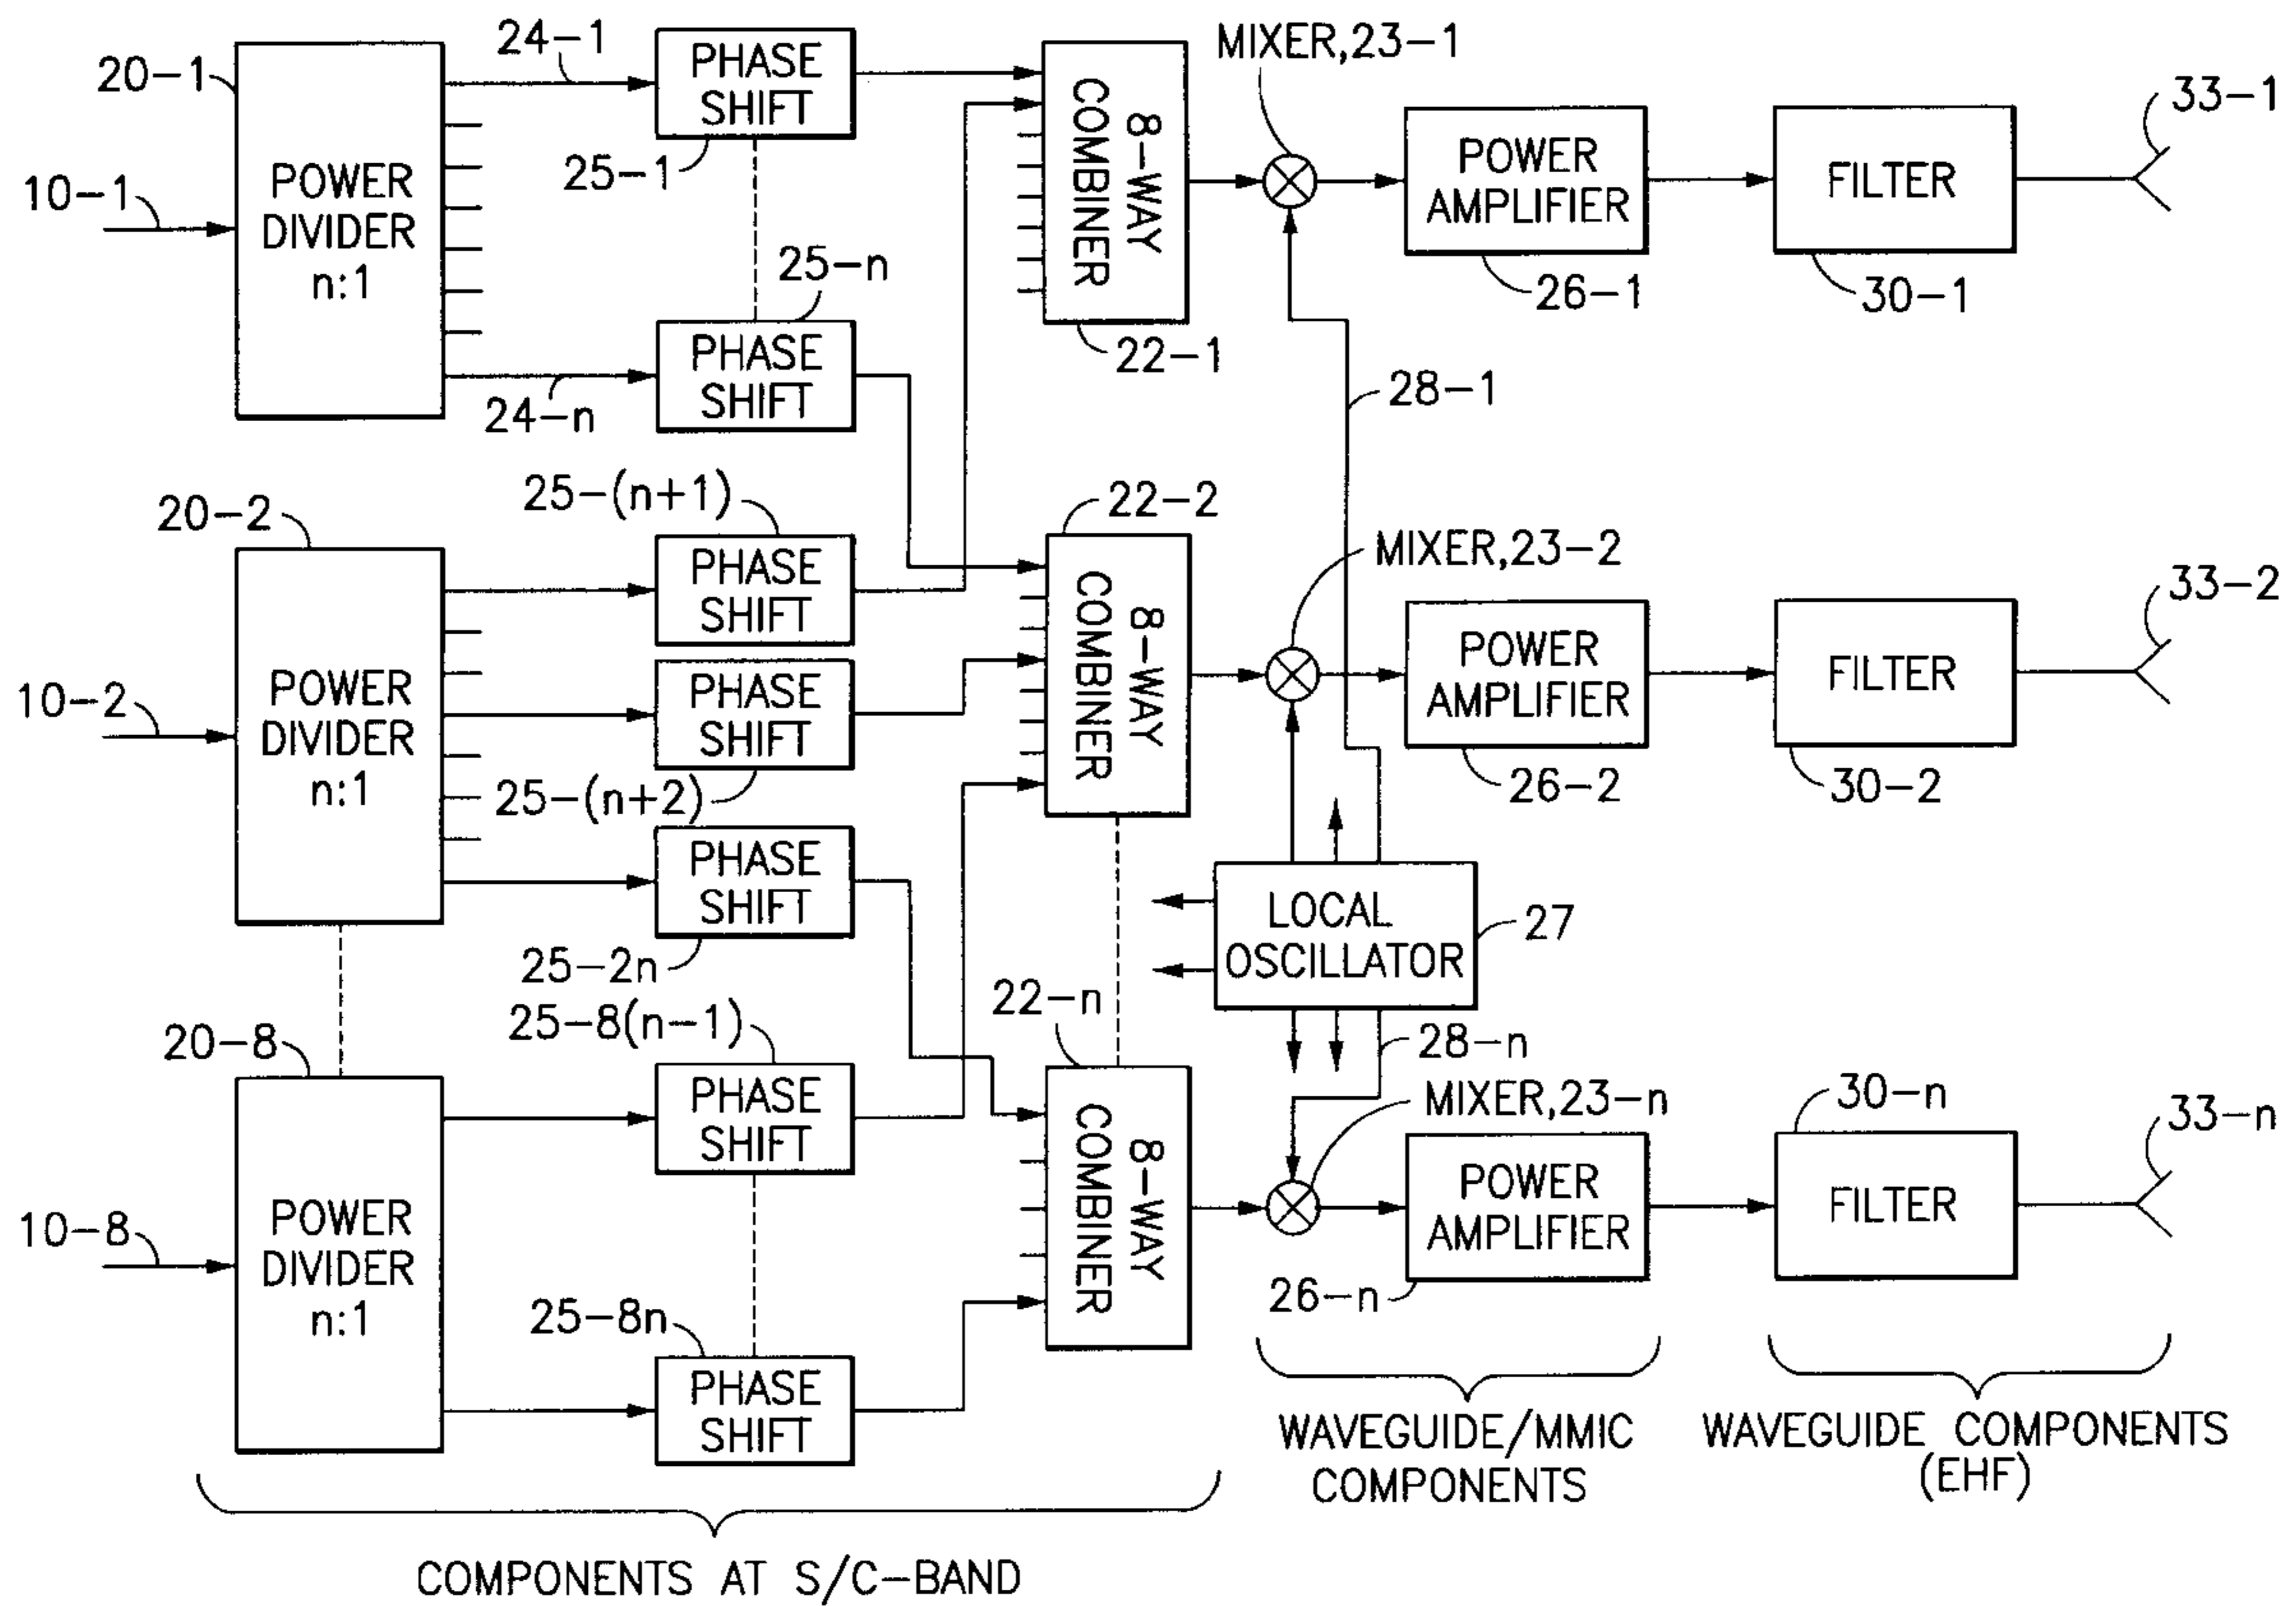 20-1
10-1
POWER
DIVIDER
n:1
24-1
24-n
PHASE
SHIFT
25-1
25-n
PHASE
SHIFT
8-WAY
COMBINER
22-1
MIXER,23-1
28-1
POWER
AMPLIFIER
26-1
FILTER
30-1
33-1
20-2
10-2
POWER
DIVIDER
n:1
25-(n+1)
PHASE
SHIFT
PHASE
SHIFT
25-(n+2)
PHASE
SHIFT
25-2n
22-2
8-WAY
COMBINER
MIXER,23-2
POWER
AMPLIFIER
26-2
FILTER
30-2
33-2
LOCAL
OSCILLATOR
27
28-n
20-8
10-8
POWER
DIVIDER
n:1
25-8(n-1)
PHASE
SHIFT
25-8n
PHASE
SHIFT
22-n
8-WAY
COMBINER
MIXER,23-n
POWER
AMPLIFIER
26-n
30-n
FILTER
33-n
COMPONENTS AT S/C-BAND
WAVEGUIDE/MMIC
COMPONENTS
WAVEGUIDE COMPONENTS
(EHF)